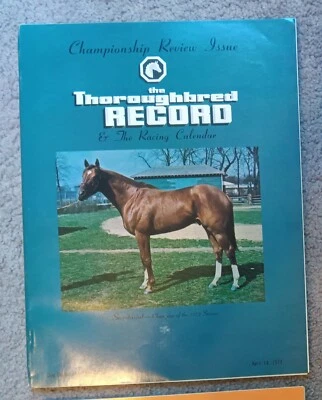 Championship Review Issue
the
Thoroughbred
RECORD
& The Racing Calendar